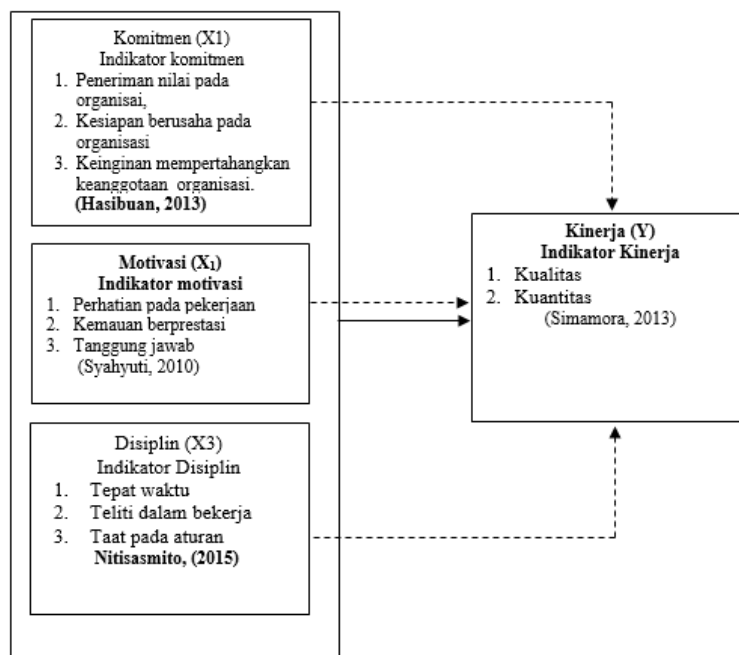 Komitmen (X1)
Indikator komitmen
1. Peneriman nilai pada
organisai,
2. Kesiapan berusaha pada
organisasi
3. Keinginan mempertahangkan
keanggotaan organisasi.
(Hasibuan, 2013)
Motivasi (X₁)
Indikator motivasi
1. Perhatian pada pekerjaan
2. Kemauan berprestasi
3. Tanggung jawab
(Syahyuti, 2010)
Disiplin (X3)
Indikator Disiplin
1. Tepat waktu
2. Teliti dalam bekerja
3. Taat pada aturan
Nitisasmito, (2015)
Kinerja (Y)
Indikator Kinerja
1. Kualitas
2. Kuantitas
(Simamora, 2013)